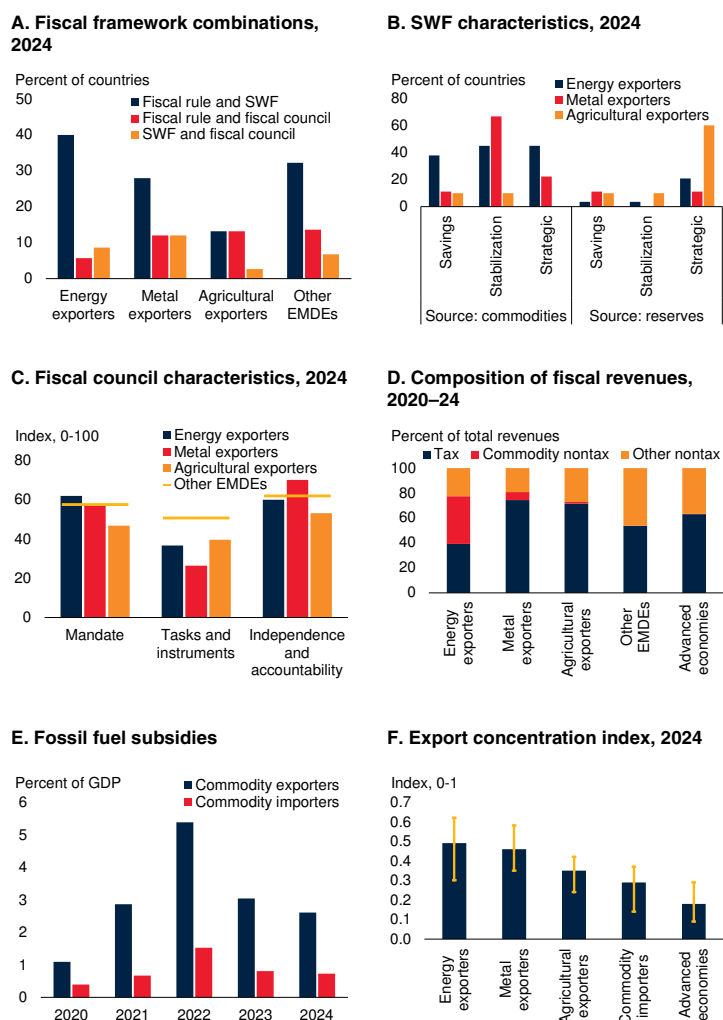 A. Fiscal framework combinations,
2024
Percent of countries
50
40
30
20
10
0
Fiscal rule and SWF
Fiscal rule and fiscal council
SWF and fiscal council
Energy
exporters
Metal
exporters
Agricultural
exporters
Other
EMDEs
B. SWF characteristics, 2024
Percent of countries
80
60
40
20
0
Energy exporters
Metal exporters
Agricultural exporters
Savings
Stabilization
Strategic
Savings
Stabilization
Strategic
Source: commodities
Source: reserves
C. Fiscal council characteristics, 2024
Index, 0-100
80
60
40
20
0
Energy exporters
Metal exporters
Agricultural exporters
Other EMDEs
Mandate
Tasks and
instruments
Independence
and
accountability
D. Composition of fiscal revenues,
2020–24
Percent of total revenues
Tax
Commodity nontax
Other nontax
100
80
60
40
20
0
Energy
exporters
Metal
exporters
Agricultural
exporters
Other
EMDEs
Advanced
economies
E. Fossil fuel subsidies
Percent of GDP
6
5
4
3
2
1
0
Commodity exporters
Commodity importers
2020
2021
2022
2023
2024
F. Export concentration index, 2024
Index, 0-1
0.7
0.6
0.5
0.4
0.3
0.2
0.1
0.0
Energy
exporters
Metal
exporters
Agricultural
exporters
Commodity
importers
Advanced
economies